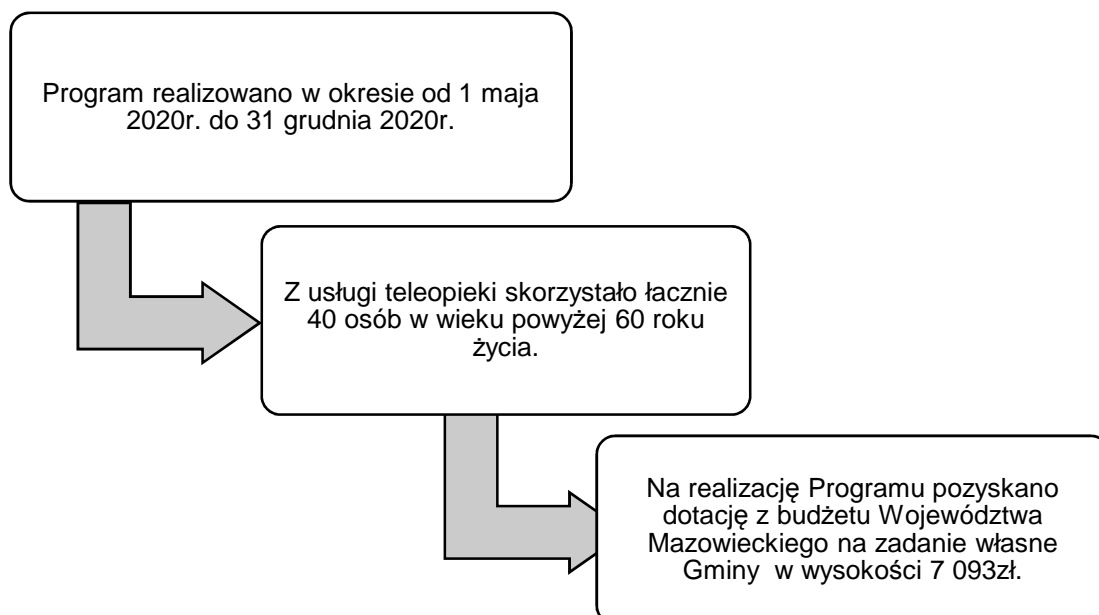 Program realizowano w okresie od 1 maja
2020r. do 31 grudnia 2020r.
Z usługi teleopieki skorzystało łacznie
40 osób w wieku powyżej 60 roku
życia.
Na realizację Programu pozyskano
dotację z budżetu Województwa
Mazowieckiego na zadanie własne
Gminy w wysokości 7 093zł.